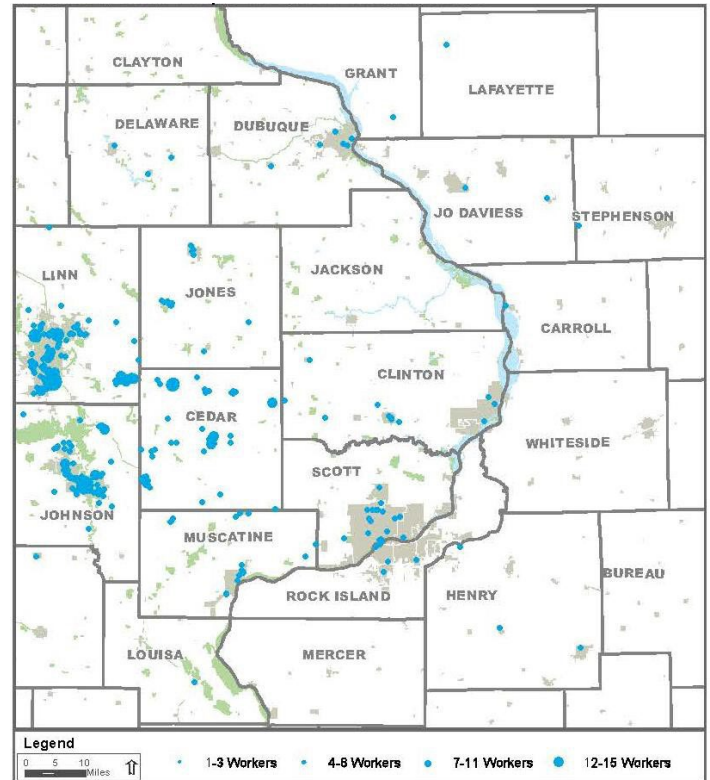 CLAYTON
GRANT
LAFAYETTE
DELAWARE
DUBUQUE
JO DAVIESS
STEPHENSON
LINN
JONES
JACKSON
CARROLL
CLINTON
CEDAR
WHITESIDE
SCOTT
JOHNSON
MUSCATINE
ROCK ISLAND
HENRY
BUREAU
LOUISA
MERCER
Legend
0 5 10
Miles
1-3 Workers
4-6 Workers
7-11 Workers
12-15 Workers